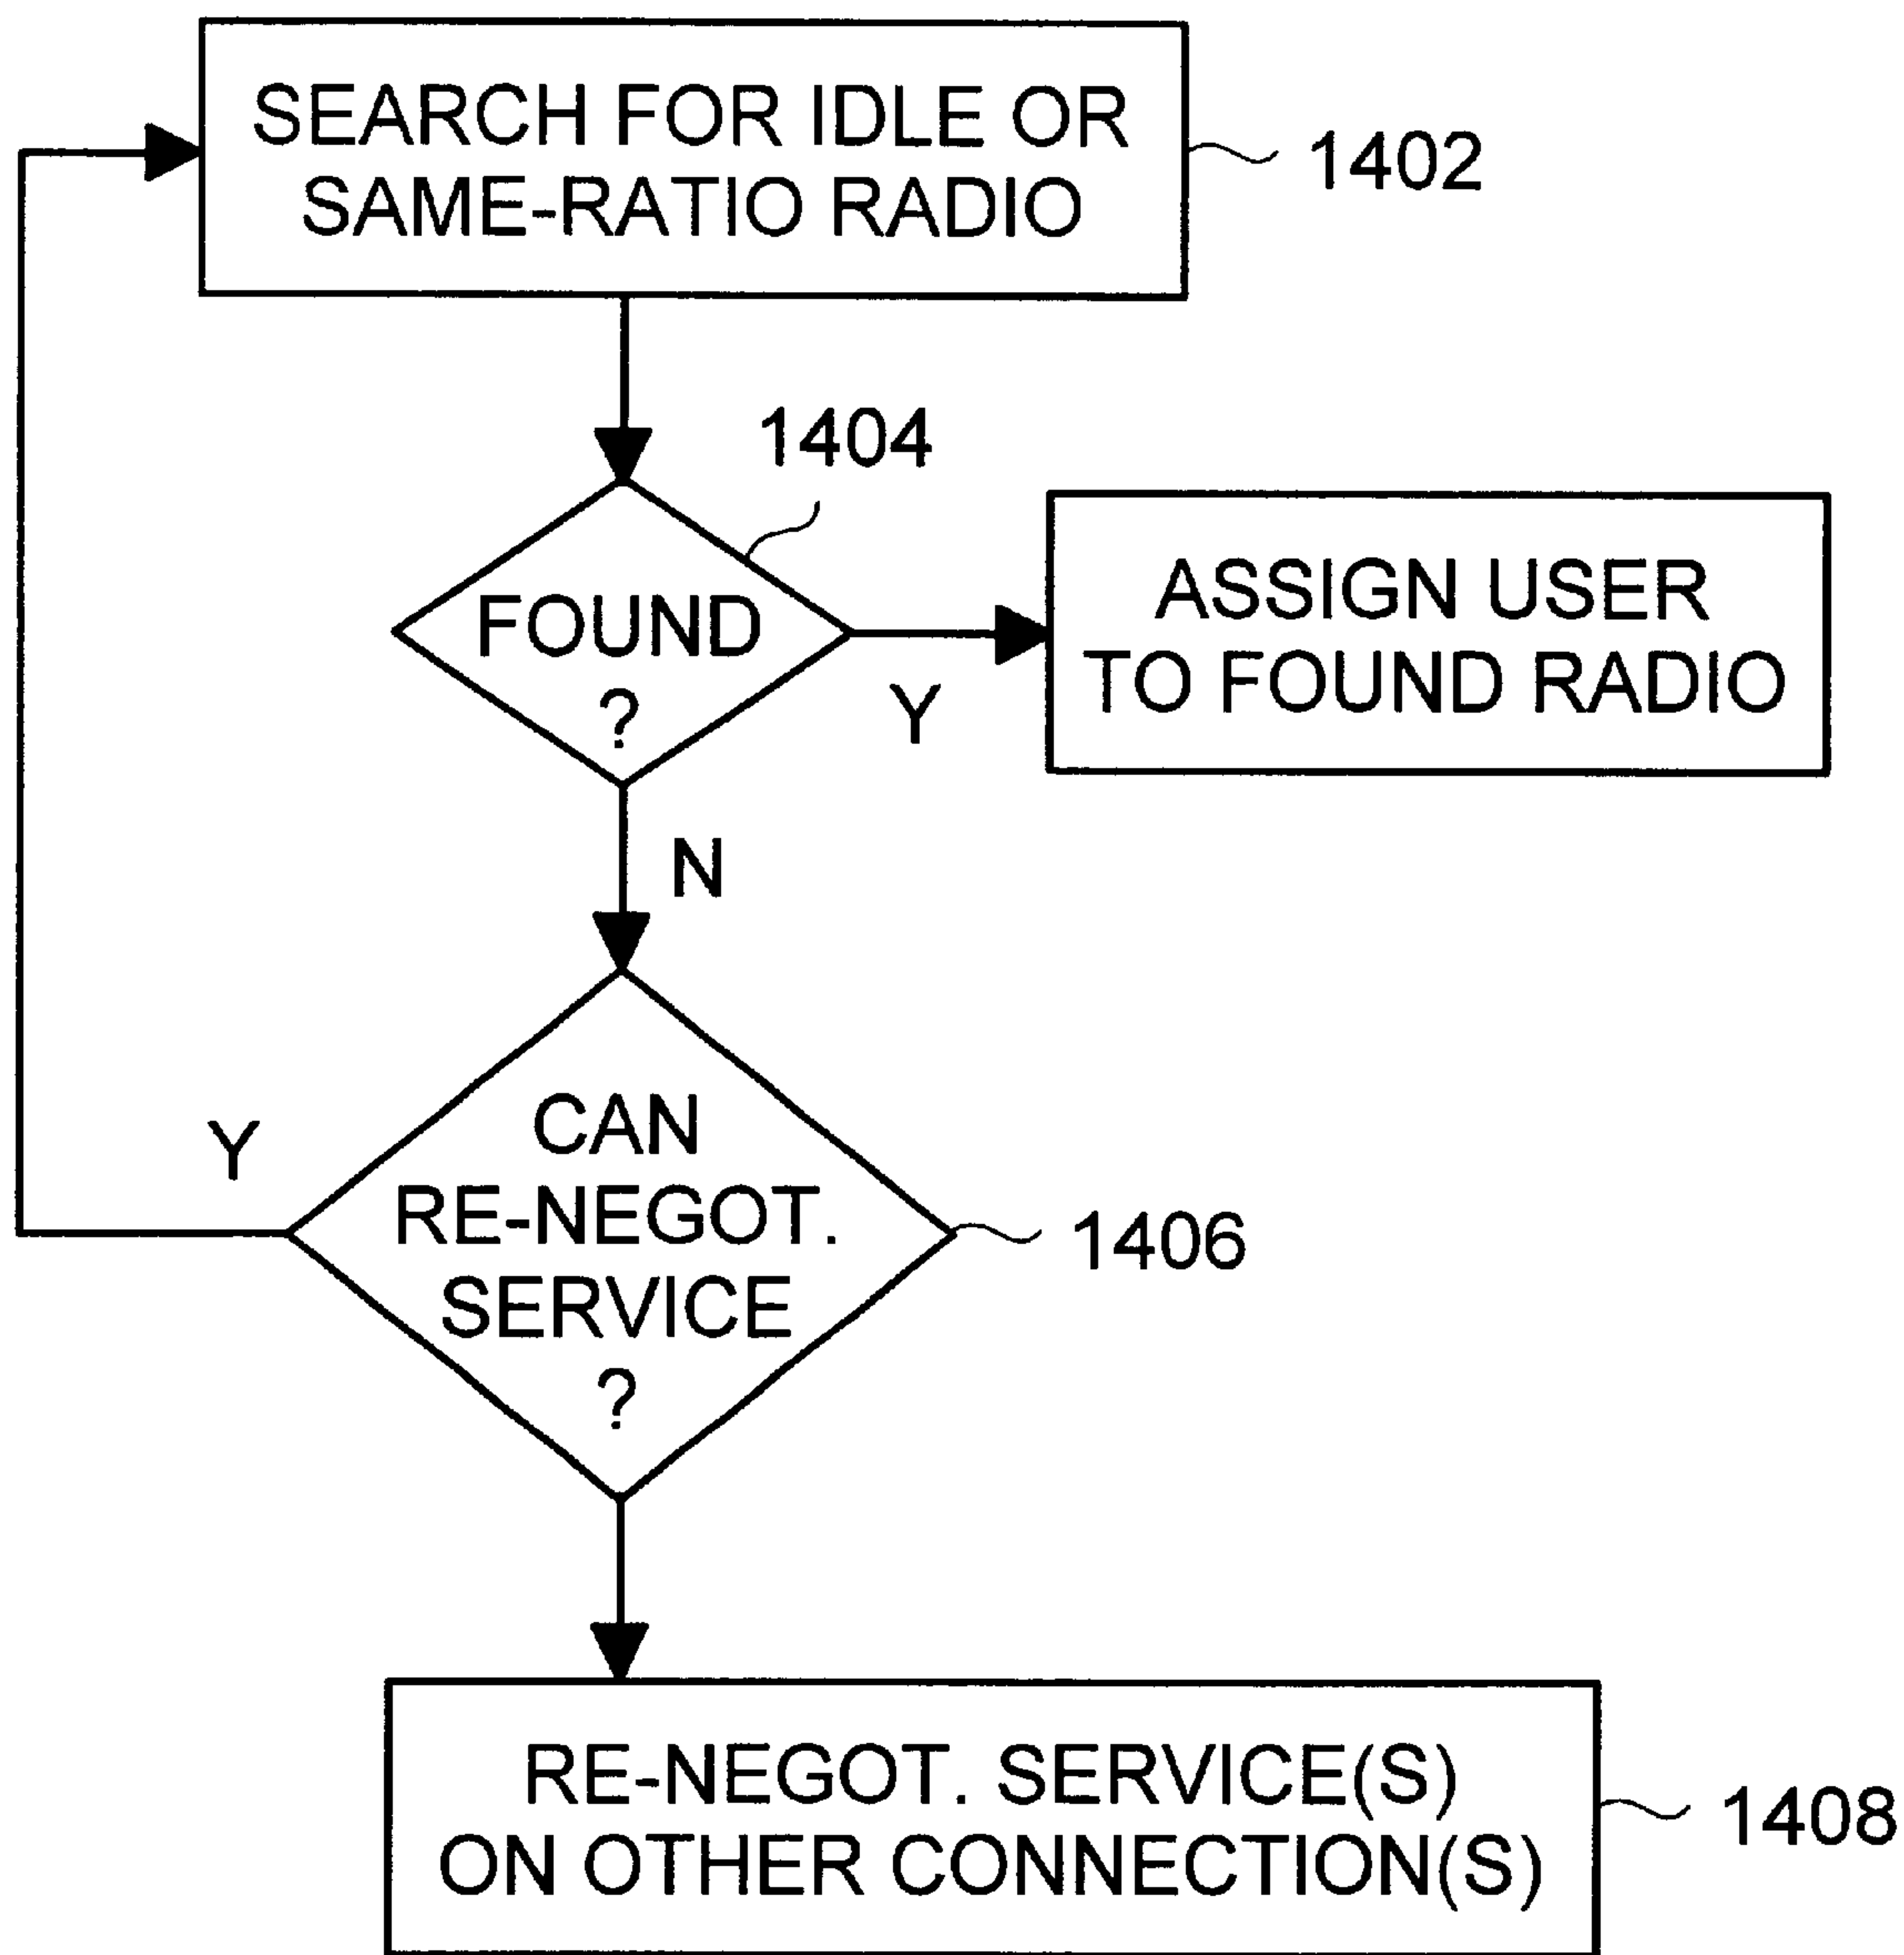 SEARCH FOR IDLE OR
SAME-RATIO RADIO
1402
1404
FOUND
?
Y
ASSIGN USER
TO FOUND RADIO
N
Y
CAN
RE-NEGOT.
SERVICE
?
1406
RE-NEGOT. SERVICE(S)
ON OTHER CONNECTION(S)
1408